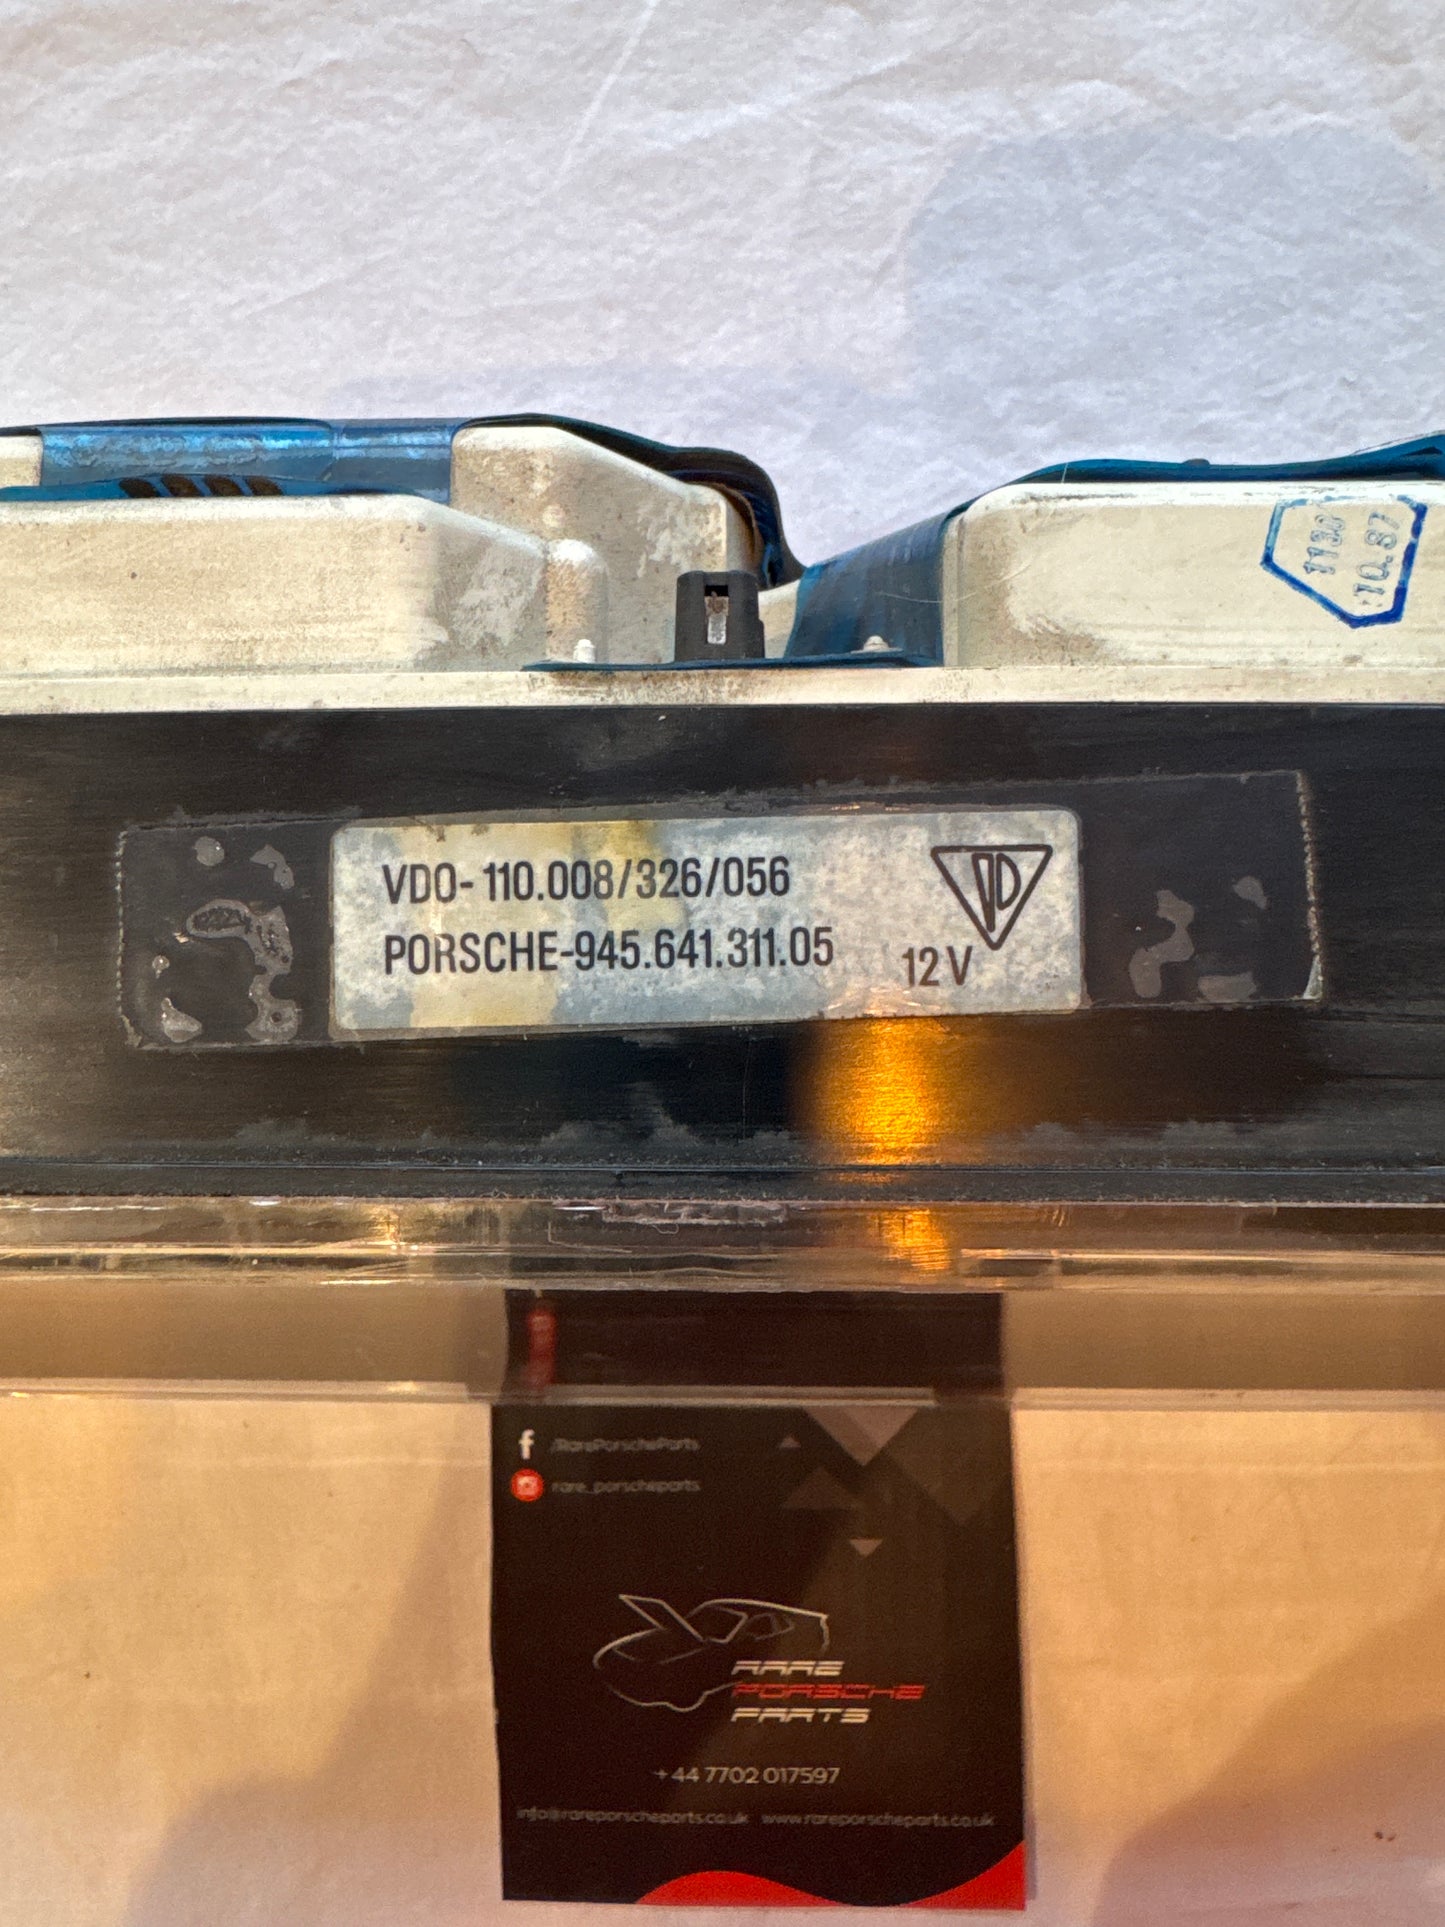 1130
10.87
VDO-110.008/326/056
PORSCHE-945.641.311.05
12V
/RarePorscheParts
rare_porscheparts
RARE
PORSCHE
PARTS
+44 7702 017597
info@rareporscheparts.co.uk www.rareporscheparts.co.uk